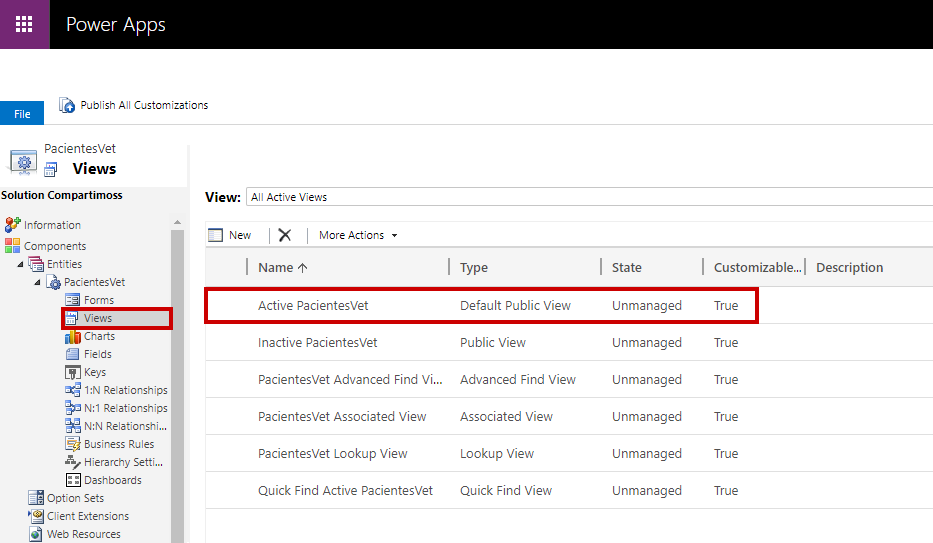 Power Apps
File
Publish All Customizations
PacientesVet
Views
Solution Compartimoss
Information
Components
Entities
PacientesVet
Forms
Views
Charts
Fields
Keys
1:N Relationships
N:1 Relationships
N:N Relationshi...
Business Rules
Hierarchy Setti...
Dashboards
Option Sets
Client Extensions
Web Resources
View: All Active Views
New More Actions
Name Type State Customizable... Description
Active PacientesVet Default Public View Unmanaged True
Inactive PacientesVet Public View Unmanaged True
PacientesVet Advanced Find Vi... Advanced Find View Unmanaged True
PacientesVet Associated View Associated View Unmanaged True
PacientesVet Lookup View Lookup View Unmanaged True
Quick Find Active PacientesVet Quick Find View Unmanaged True